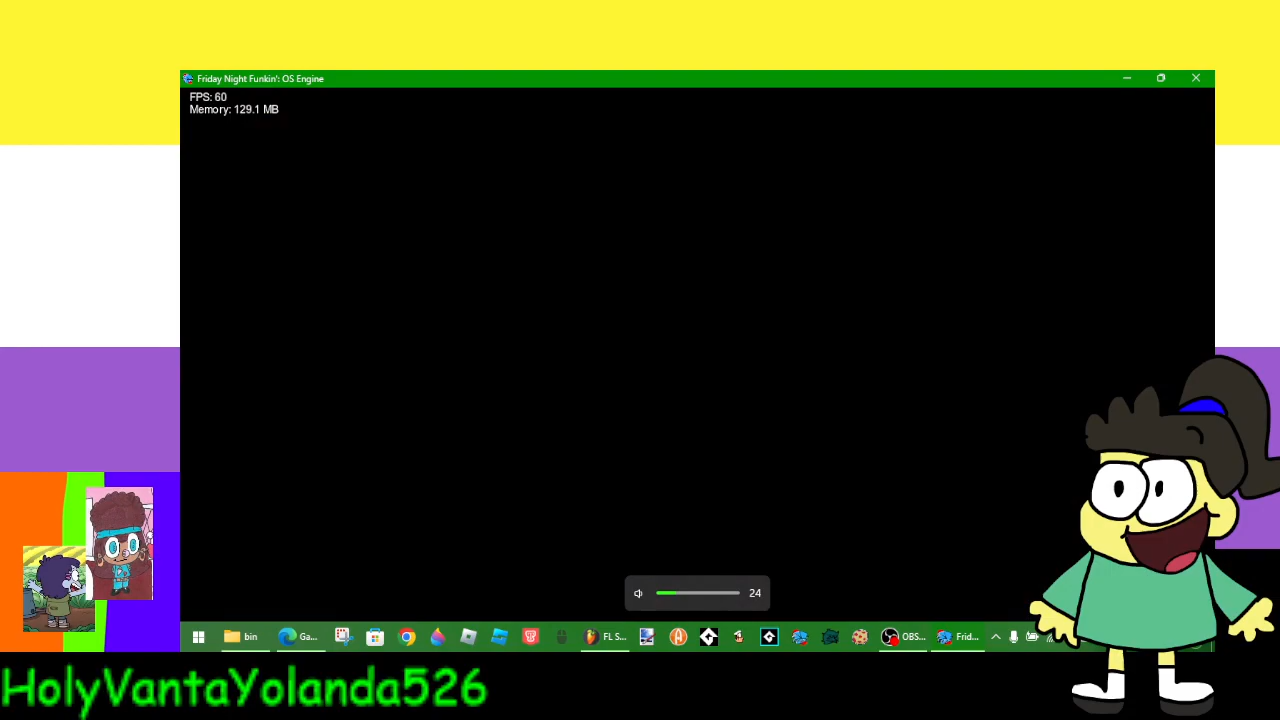 Friday Night Funkin': OS Engine
FPS: 60
Memory: 129.1 MB
24
bin
Ga...
FL S...
OBS...
Frid...
HolyVantaYolanda526